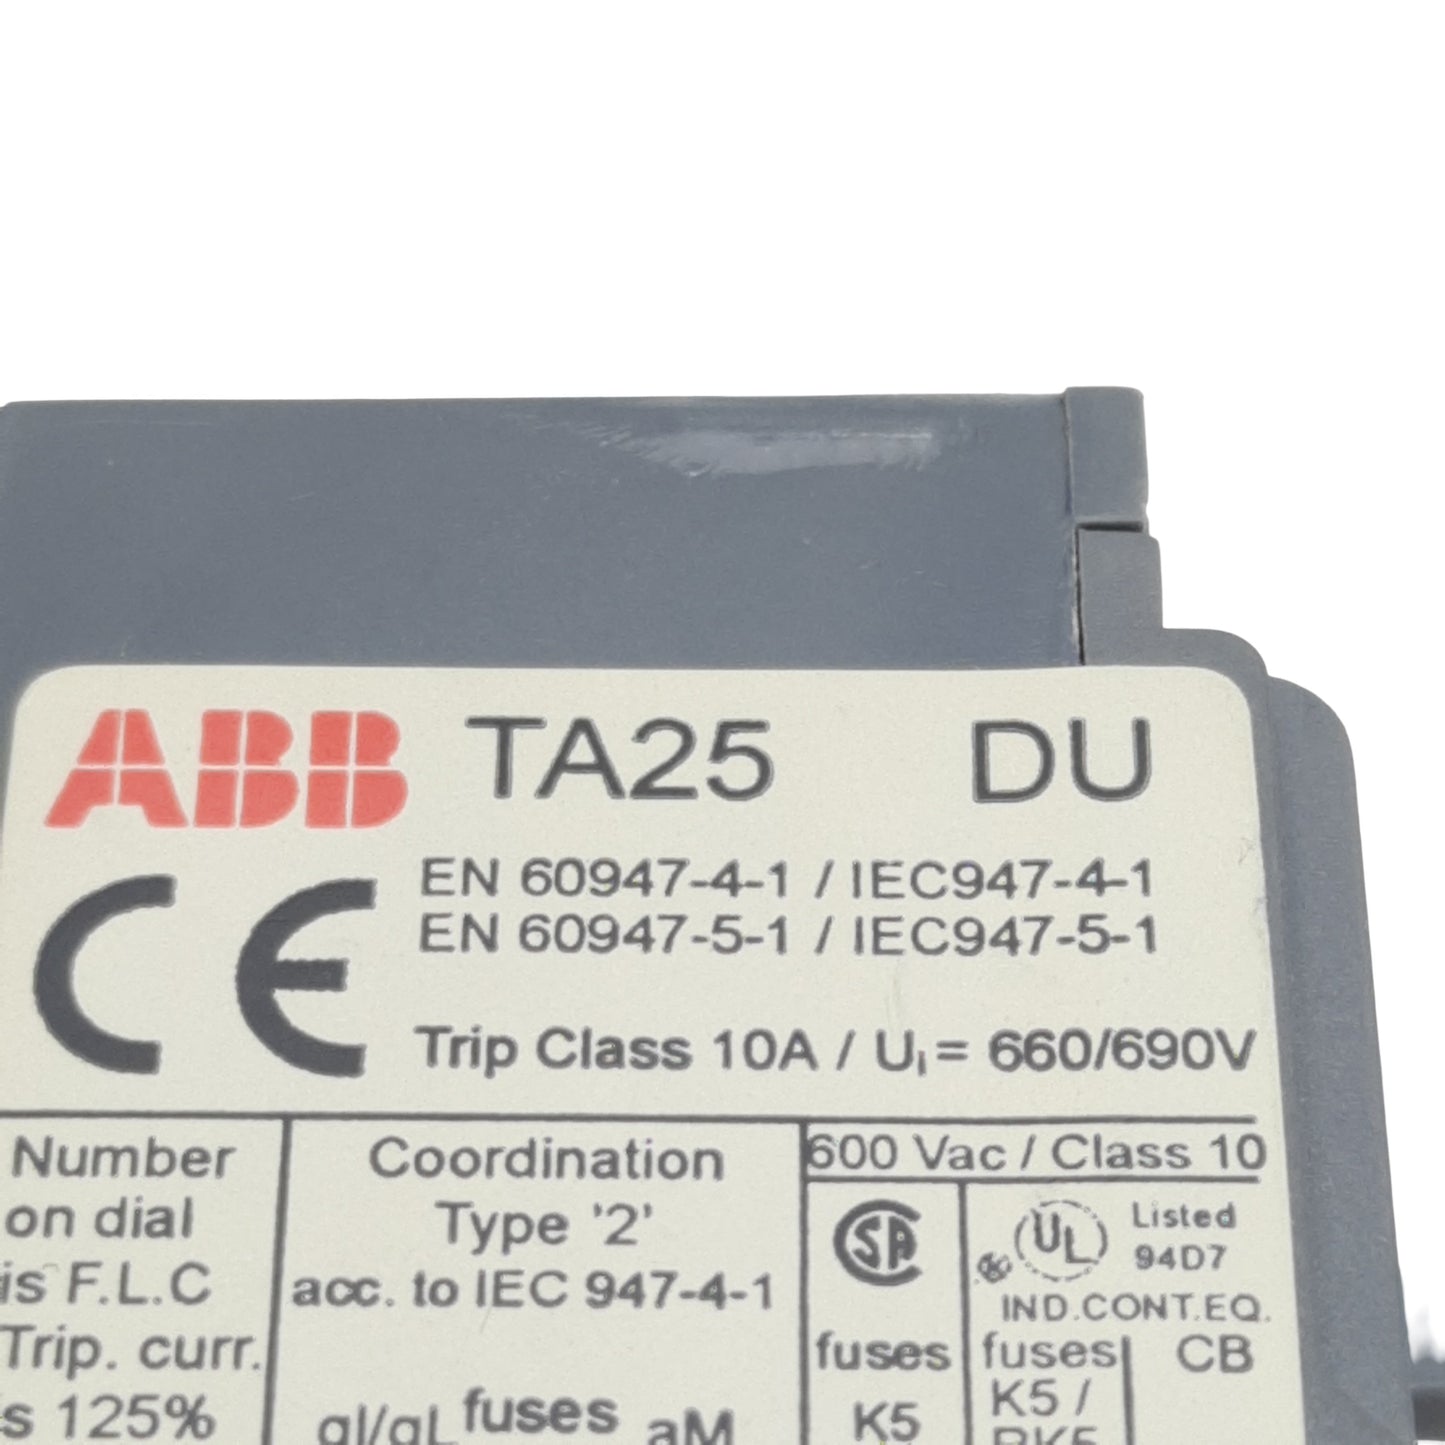 ABB TA25 DU
CE
EN 60947-4-1 / IEC947-4-1
EN 60947-5-1 / IEC947-5-1
Trip Class 10A / Ui= 660/690V
Number
on dial
is F.L.C
Trip. curr.
is 125%
Coordination
Type '2'
acc. to IEC 947-4-1
gI/gL fuses aM
600 Vac / Class 10
SA
fuses
K5
UL Listed
94D7
IND.CONT.EQ.
fuses CB
K5 /
RK5